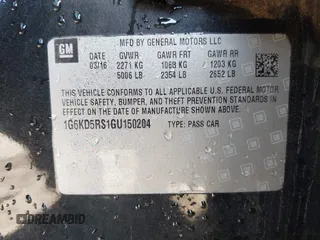 GM
MFD BY GENERAL MOTORS LLC
DATE GVWR GAWR FRT GAWR RR
03/16 2271 KG 1068 KG 1203 KG
5006 LB 2354 LB 2652 LB
THIS VEHICLE CONFORMS TO ALL APPLICABLE U.S. FEDERAL MOTOR
VEHICLE SAFETY, BUMPER, AND THEFT PREVENTION STANDARDS
IN EFFECT ON THE DATE OF MANUFACTURE SHOWN ABOVE.
1G6KD5RS1GU150204 TYPE: PASS CAR
DREAMBID